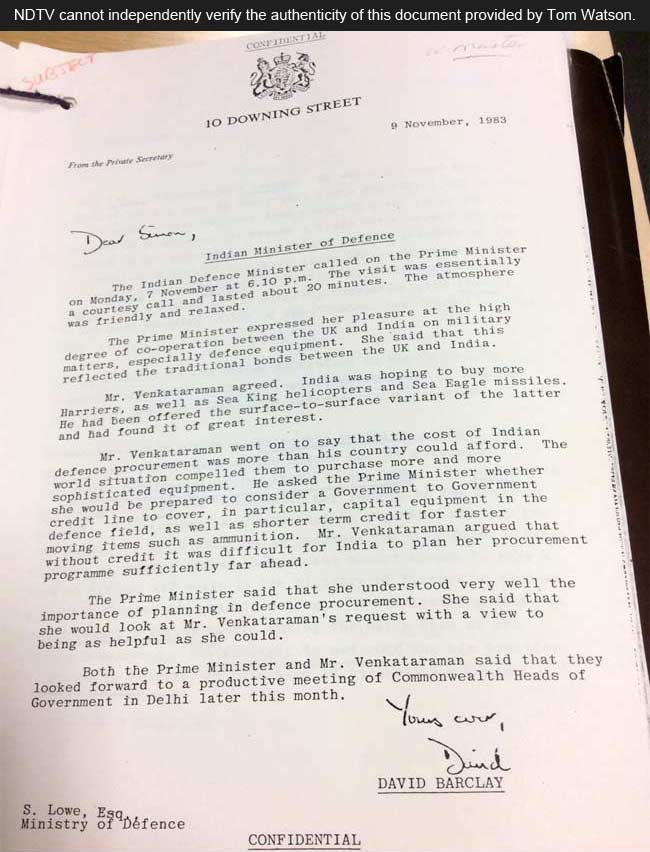 NDTV cannot independently verify the authenticity of this document provided by Tom Watson.
CONFIDENTIAL
SUBJECT
10 DOWNING STREET
9 November, 1983
From the Private Secretary
Dear Simon,
Indian Minister of Defence
The Indian Defence Minister called on the Prime Minister
on Monday, 7 November at 6.10 p.m. The visit was essentially
a courtesy call and lasted about 20 minutes. The atmosphere
was friendly and relaxed.
The Prime Minister expressed her pleasure at the high
degree of co-operation between the UK and India on military
matters, especially defence equipment. She said that this
reflected the traditional bonds between the UK and India.
Mr. Venkataraman agreed. India was hoping to buy more
Harriers, as well as Sea King helicopters and Sea Eagle missiles.
He had been offered the surface-to-surface variant of the latter
and had found it of great interest.
Mr. Venkataraman went on to say that the cost of Indian
defence procurement was more than his country could afford. The
world situation compelled them to purchase more and more
sophisticated equipment. He asked the Prime Minister whether
she would be prepared to consider a Government to Government
credit line to cover, in particular, capital equipment in the
defence field, as well as shorter term credit for faster
moving items such as ammunition. Mr. Venkataraman argued that
without credit it was difficult for India to plan her procurement
programme sufficiently far ahead.
The Prime Minister said that she understood very well the
importance of planning in defence procurement. She said that
she would look at Mr. Venkataraman's request with a view to
being as helpful as she could.
Both the Prime Minister and Mr. Venkataraman said that they
looked forward to a productive meeting of Commonwealth Heads of
Government in Delhi later this month.
Yours ever,
David
DAVID BARCLAY
S. Lowe, Esq.,
Ministry of Defence
CONFIDENTIAL